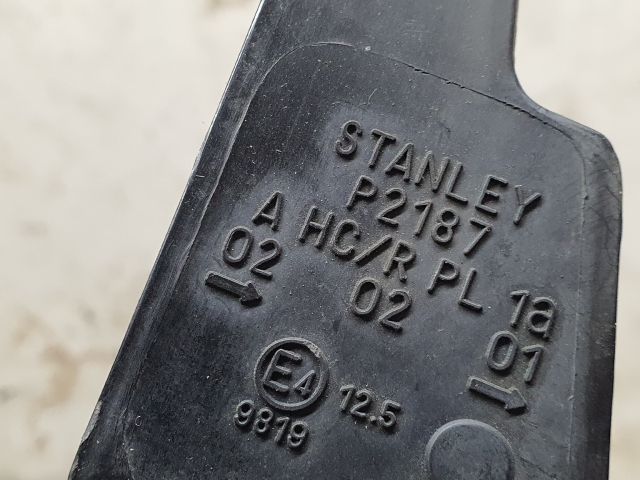 STANLEY
P2187
A HC/R PL 1a
02 02 01
→ →
E4 12.5
9819